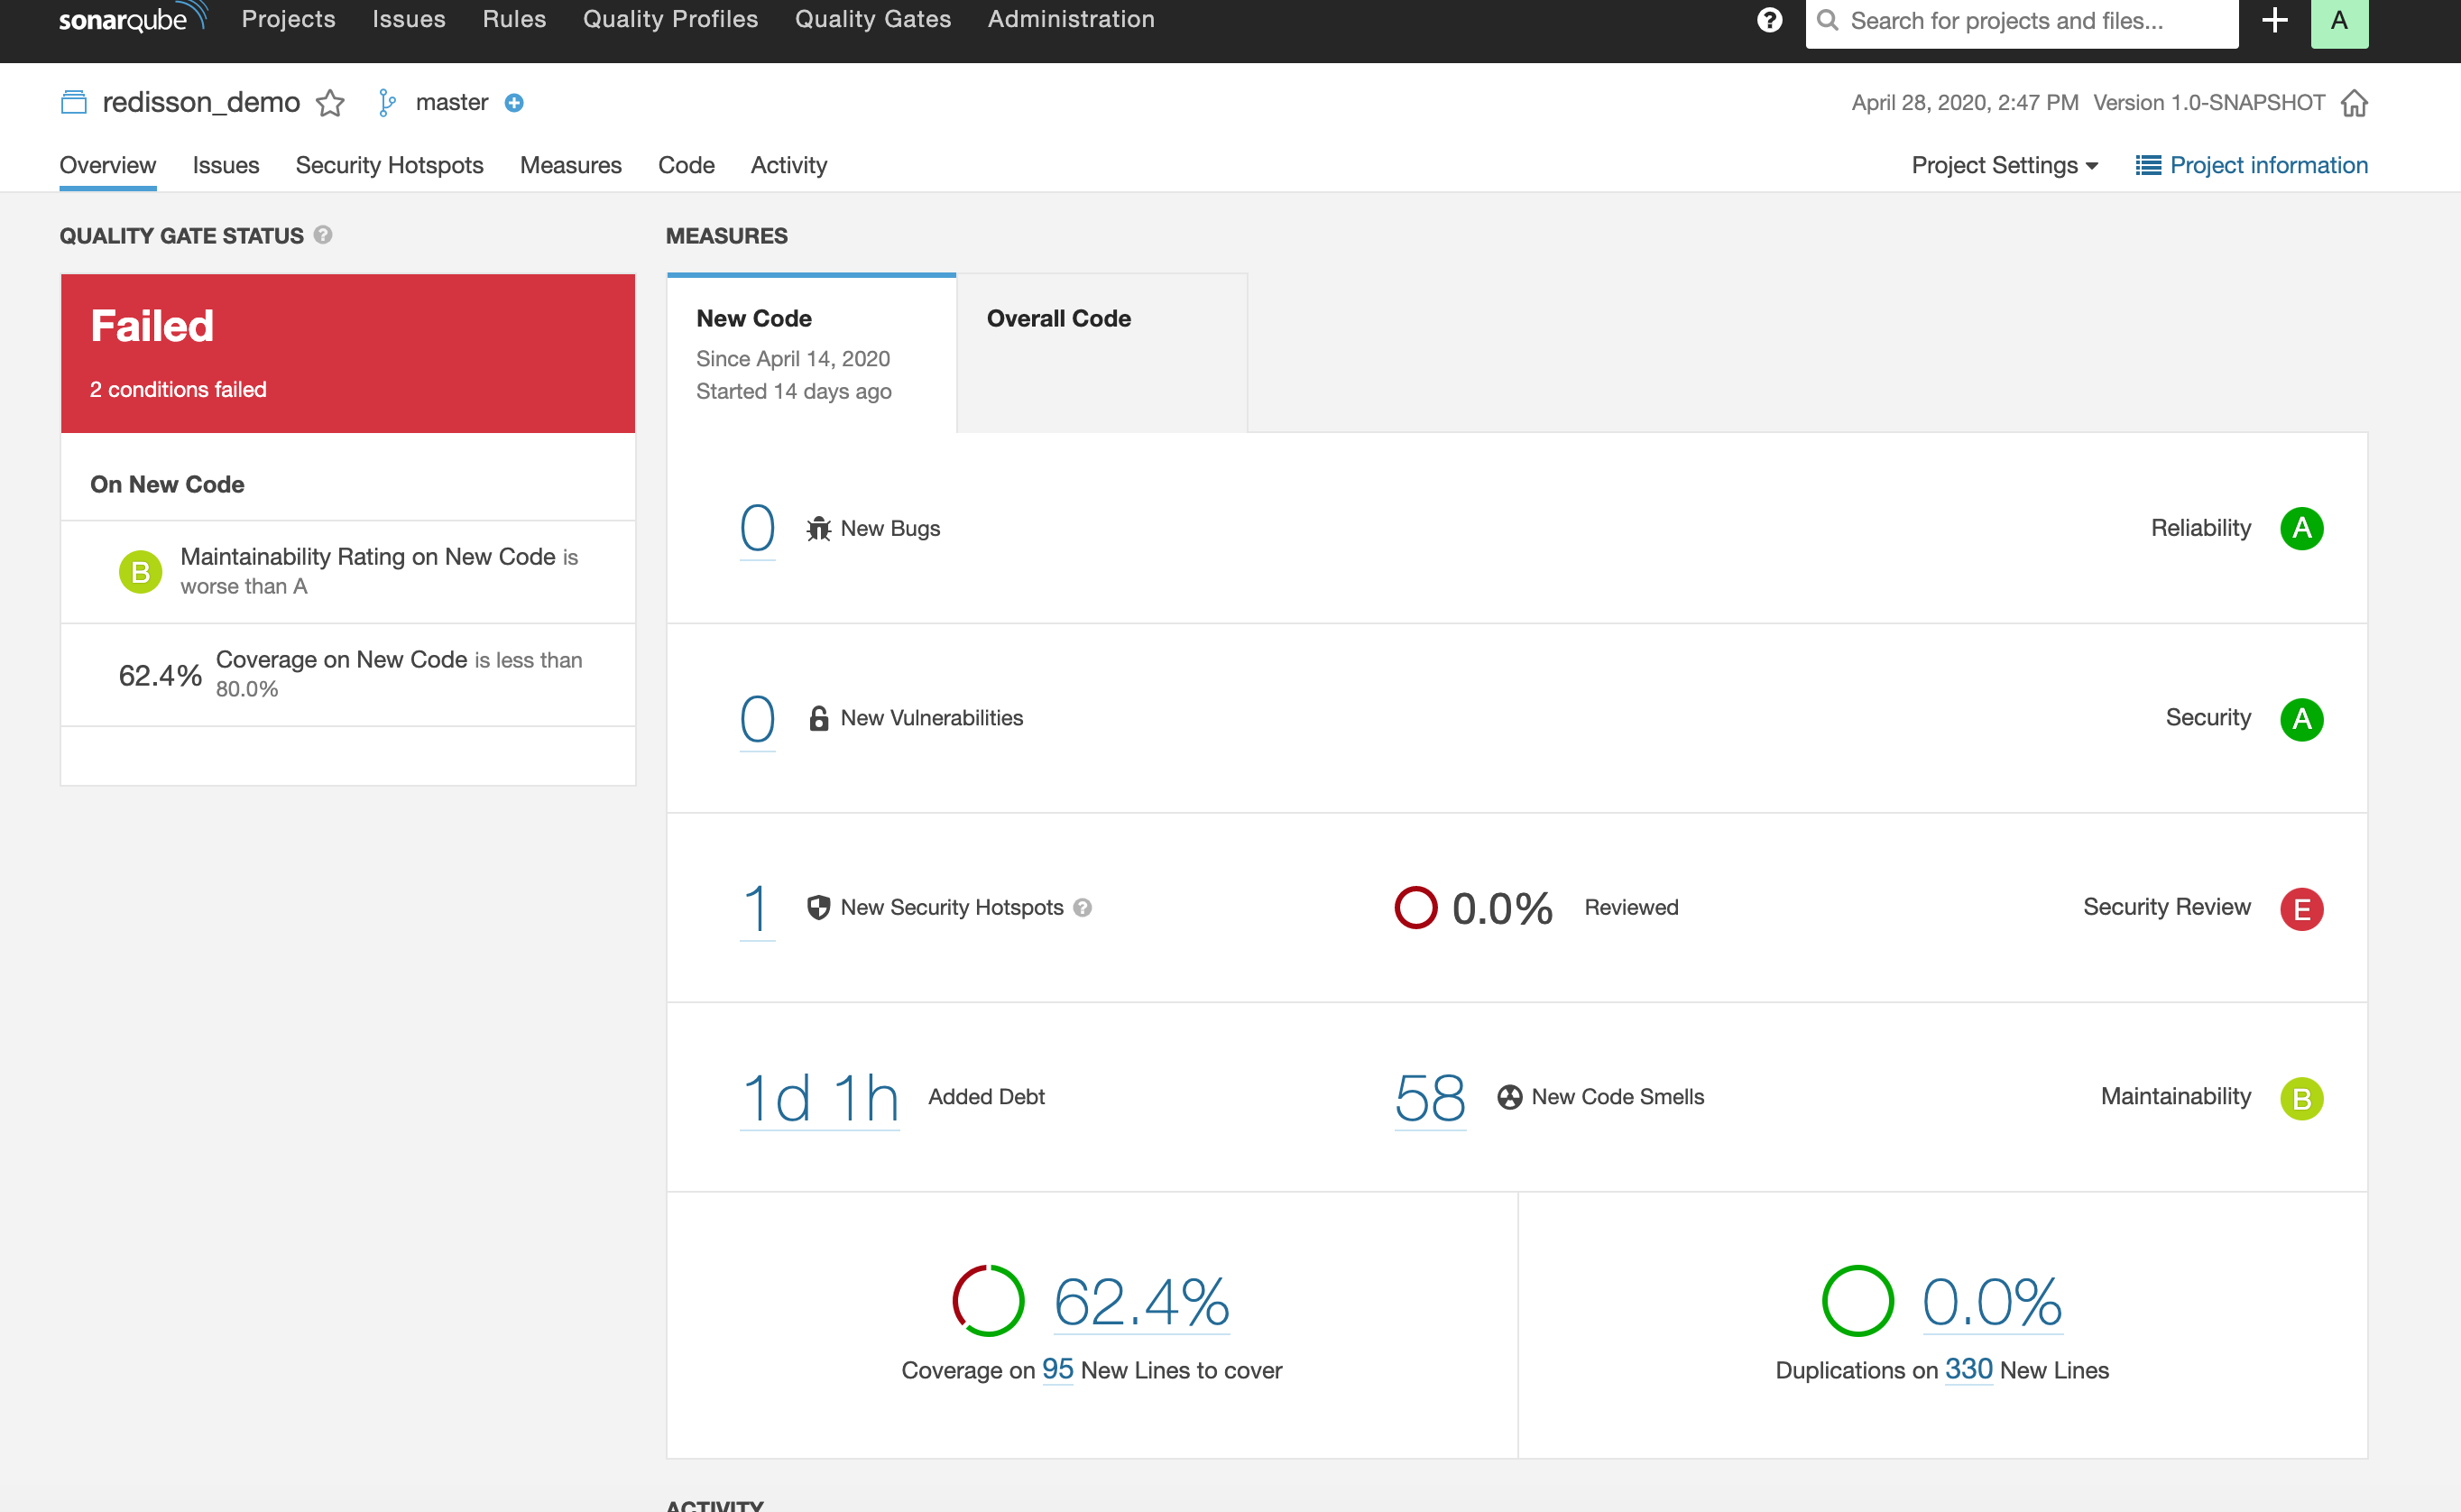 sonarqube Projects Issues Rules Quality Profiles Quality Gates Administration ? Search for projects and files... A
redisson_demo master April 28, 2020, 2:47 PM Version 1.0-SNAPSHOT
Overview Issues Security Hotspots Measures Code Activity Project Settings Project information
QUALITY GATE STATUS ?
Failed
2 conditions failed
On New Code
B Maintainability Rating on New Code is
worse than A
62.4% Coverage on New Code is less than
80.0%
MEASURES
New Code
Since April 14, 2020
Started 14 days ago
Overall Code
0 New Bugs Reliability A
0 New Vulnerabilities Security A
1 New Security Hotspots ? 0.0% Reviewed Security Review E
1d 1h Added Debt 58 New Code Smells Maintainability B
62.4%
Coverage on 95 New Lines to cover
0.0%
Duplications on 330 New Lines
ACTIVITY